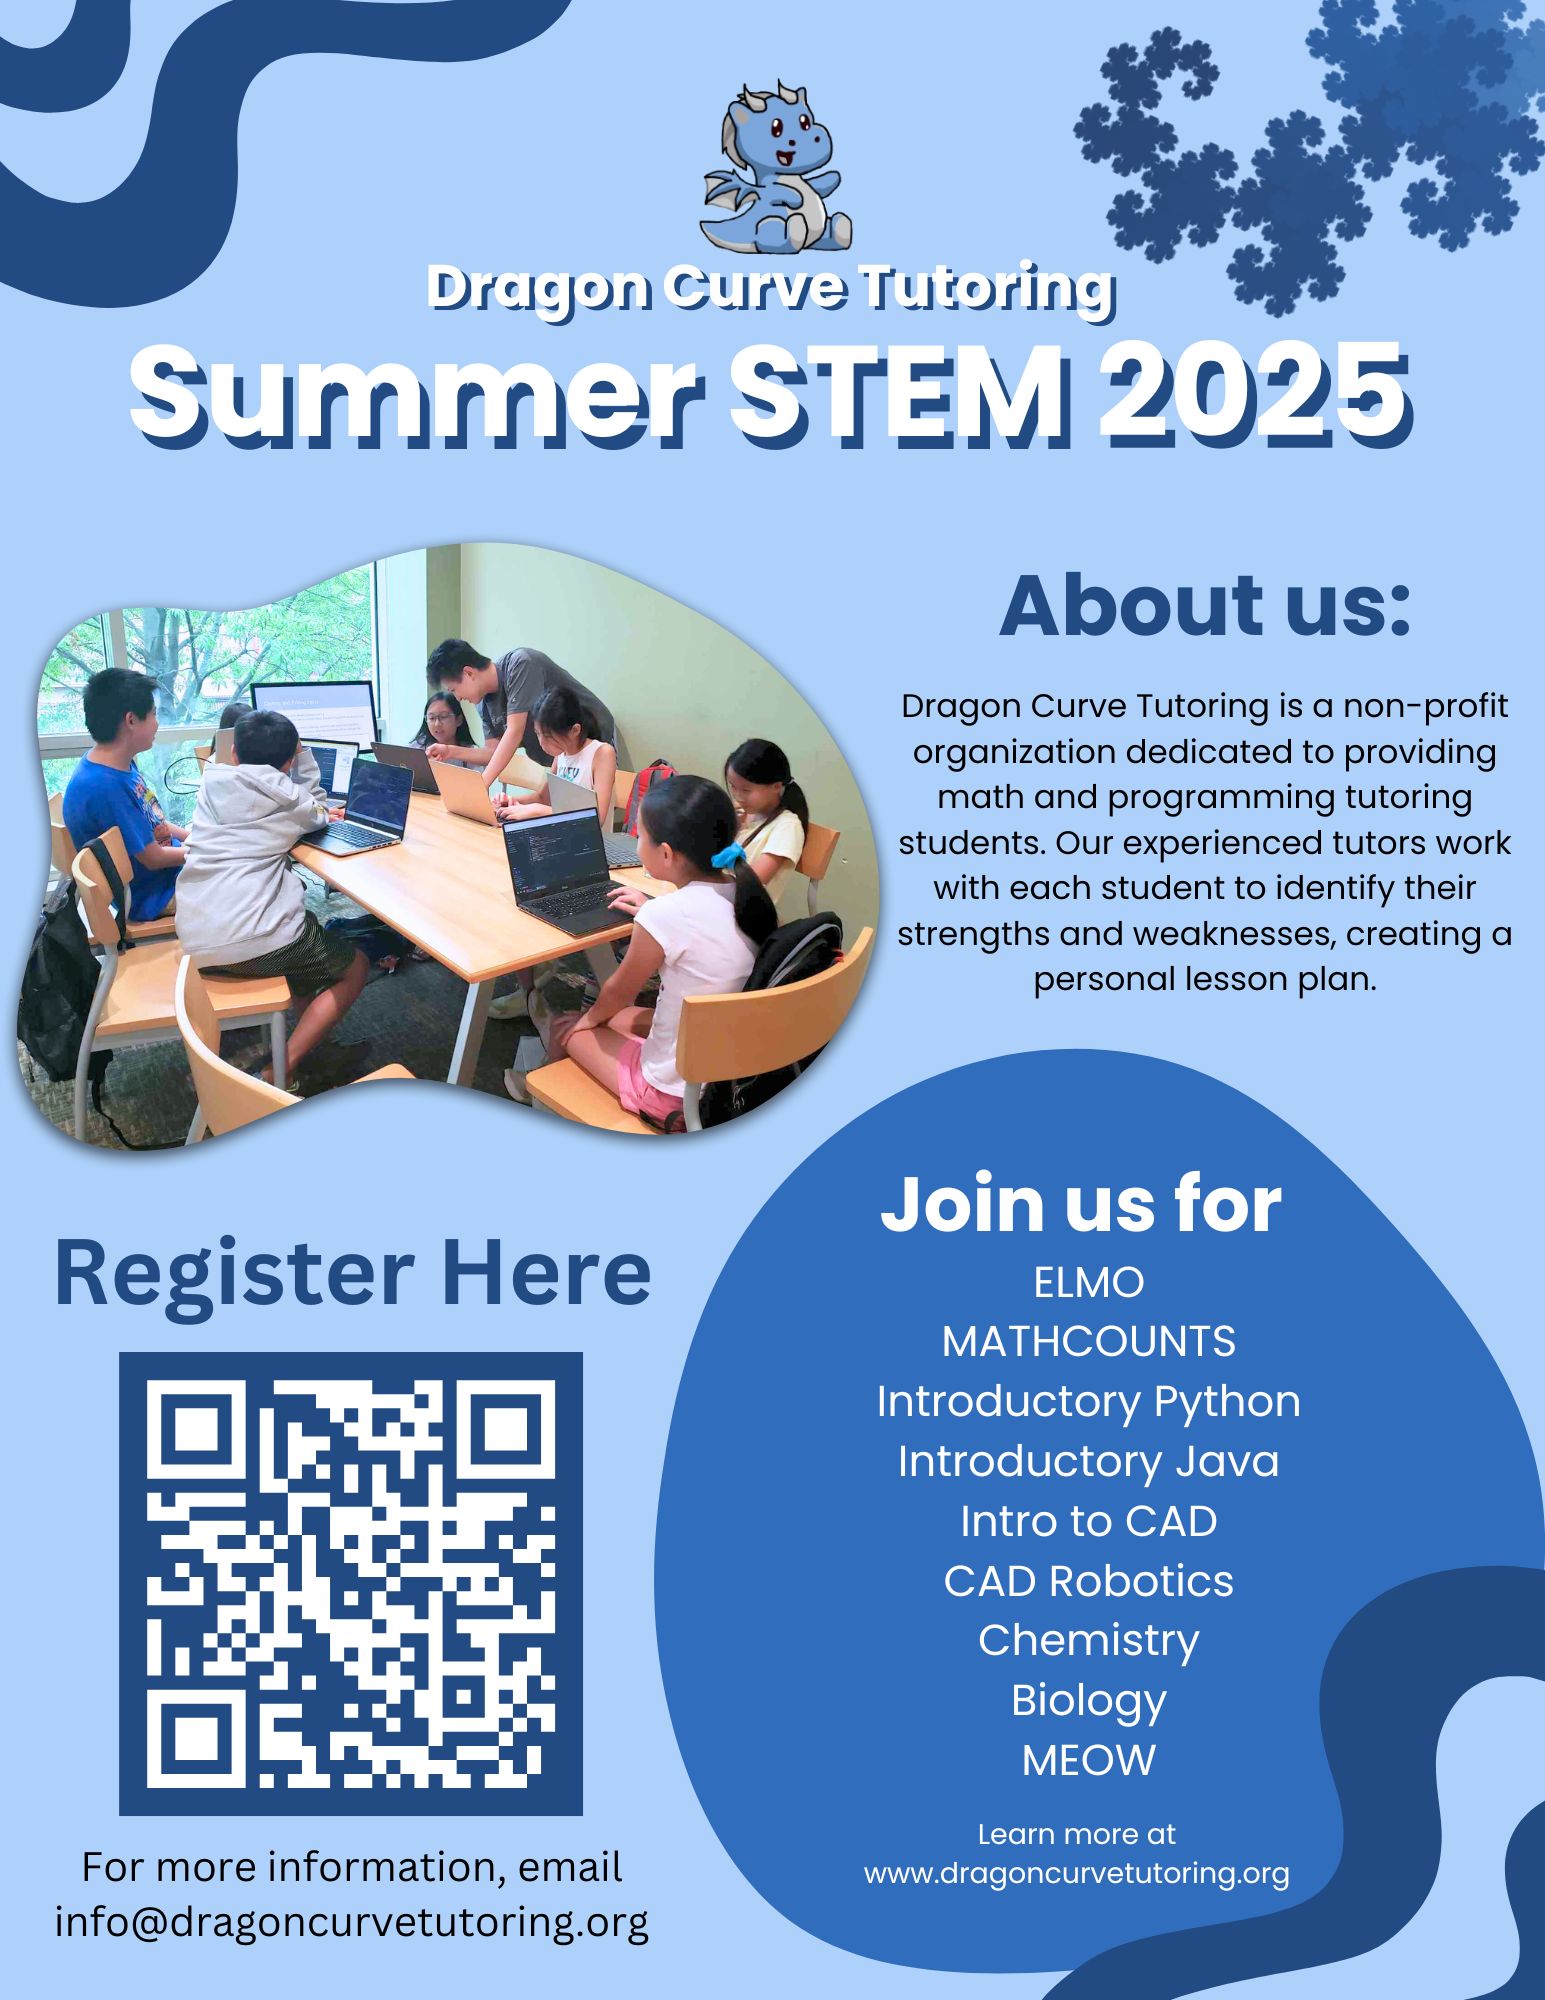 Dragon Curve Tutoring
Summer STEM 2025
About us:
Dragon Curve Tutoring is a non-profit
organization dedicated to providing
math and programming tutoring
students. Our experienced tutors work
with each student to identify their
strengths and weaknesses, creating a
personal lesson plan.
Join us for
ELMO
MATHCOUNTS
Introductory Python
Introductory Java
Intro to CAD
CAD Robotics
Chemistry
Biology
MEOW
Learn more at
www.dragoncurvetutoring.org
Register Here
For more information, email
info@dragoncurvetutoring.org